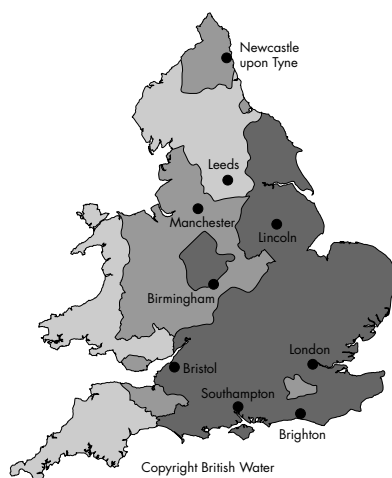 Newcastle
upon Tyne
Leeds
Manchester
Lincoln
Birmingham
Bristol
London
Southampton
Brighton
Copyright British Water